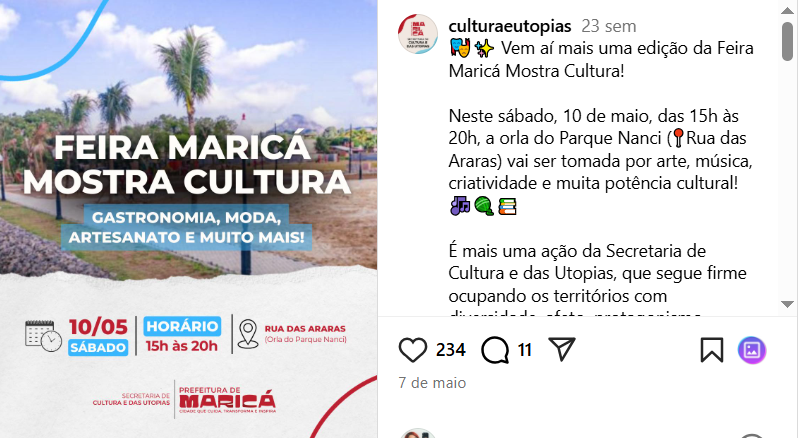 FEIRA MARICÁ
MOSTRA CULTURA
GASTRONOMIA, MODA,
ARTESANATO E MUITO MAIS!
10/05
SÁBADO
HORÁRIO
15h às 20h
RUA DAS ARARAS
(Orla do Parque Nanci)
SECRETARIA DE
CULTURA E DAS UTOPIAS
PREFEITURA DE
MARICÁ
CIDADE QUE CUIDA, TRANSFORMA E INSPIRA
culturaeutopias 23 sem
🎭✨ Vem aí mais uma edição da Feira
Maricá Mostra Cultura!
Neste sábado, 10 de maio, das 15h às
20h, a orla do Parque Nanci (📍Rua das
Araras) vai ser tomada por arte, música,
criatividade e muita potência cultural!
🎶🧶📚
É mais uma ação da Secretaria de
Cultura e das Utopias, que segue firme
ocupando os territórios com
diversidade, afeto, protagonismo
234 11
7 de maio